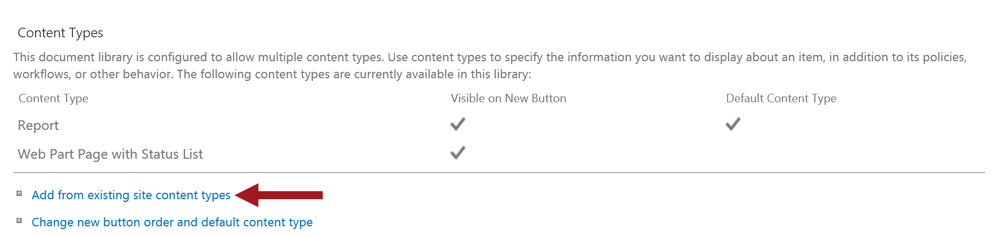 Content Types
This document library is configured to allow multiple content types. Use content types to specify the information you want to display about an item, in addition to its policies,
workflows, or other behavior. The following content types are currently available in this library:
Content Type Visible on New Button Default Content Type
Report
Web Part Page with Status List
Add from existing site content types
Change new button order and default content type